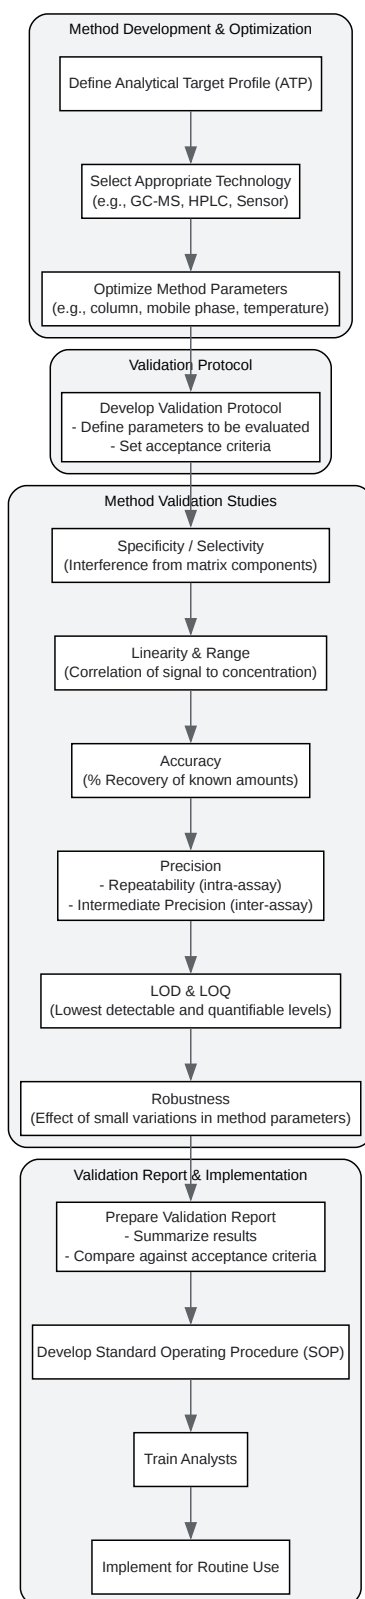 Method Development & Optimization
Define Analytical Target Profile (ATP)
Select Appropriate Technology
(e.g., GC-MS, HPLC, Sensor)
Optimize Method Parameters
(e.g., column, mobile phase, temperature)
Validation Protocol
Develop Validation Protocol
- Define parameters to be evaluated
- Set acceptance criteria
Method Validation Studies
Specificity / Selectivity
(Interference from matrix components)
Linearity & Range
(Correlation of signal to concentration)
Accuracy
(% Recovery of known amounts)
Precision
- Repeatability (intra-assay)
- Intermediate Precision (inter-assay)
LOD & LOQ
(Lowest detectable and quantifiable levels)
Robustness
(Effect of small variations in method parameters)
Validation Report & Implementation
Prepare Validation Report
- Summarize results
- Compare against acceptance criteria
Develop Standard Operating Procedure (SOP)
Train Analysts
Implement for Routine Use